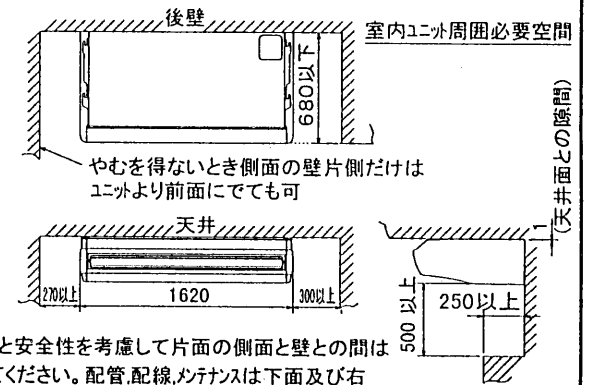 後壁
室内ユニット周囲必要空間
680以下
やむを得ないとき側面の壁片側だけは
ユニットより前面にでても可
1
(天井面との隙間)
天井
270以上
1620
300以上
500以上
250以上
と安全性を考慮して片面の側面と壁との間は
てください。配管,配線,メンテナンスは下面及び右